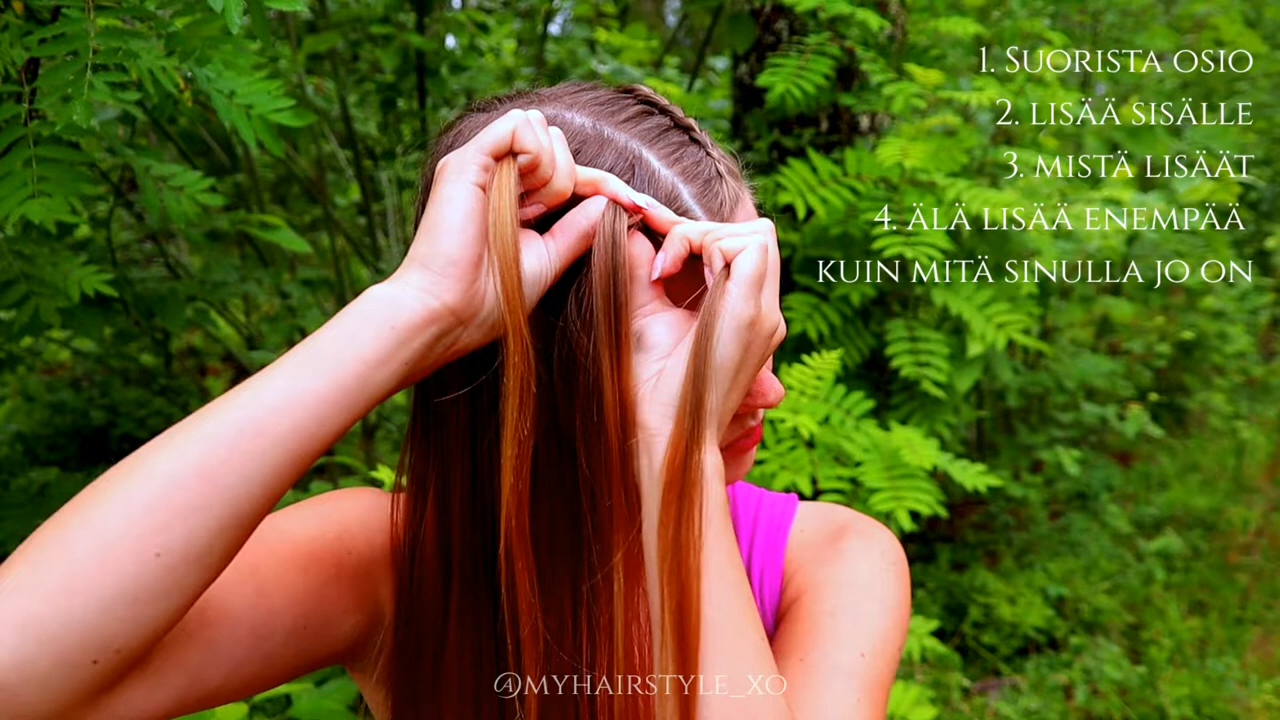 1. Suorista osio
2. lisää sisälle
3. mistä lisäät
4. älä lisää enempää
kuin mitä sinulla jo on
@myhairstyle_xo